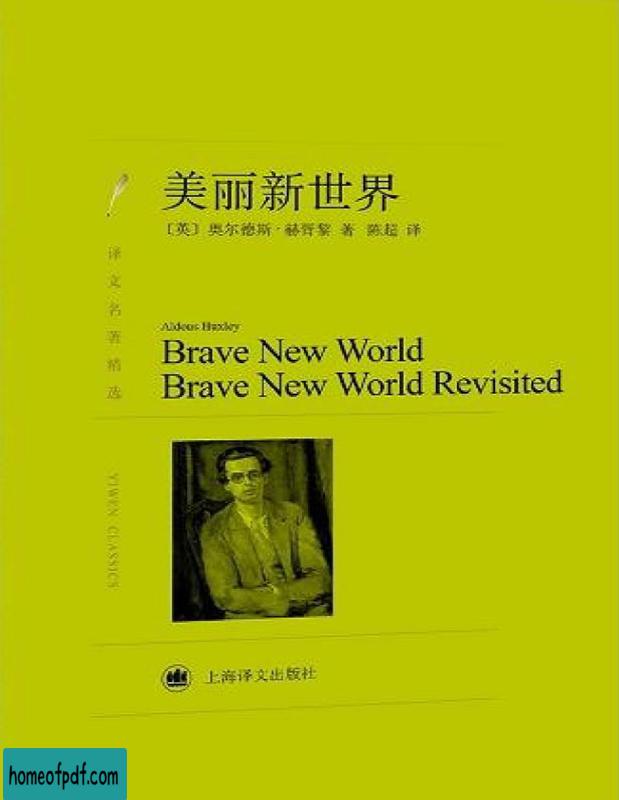 美丽新世界
〔英〕奥尔德斯·赫胥黎 著 陈超 译
译文名著精选
Aldous Huxley
Brave New World
Brave New World Revisited
YIWEN CLASSICS
上海译文出版社
homeofpdf.com